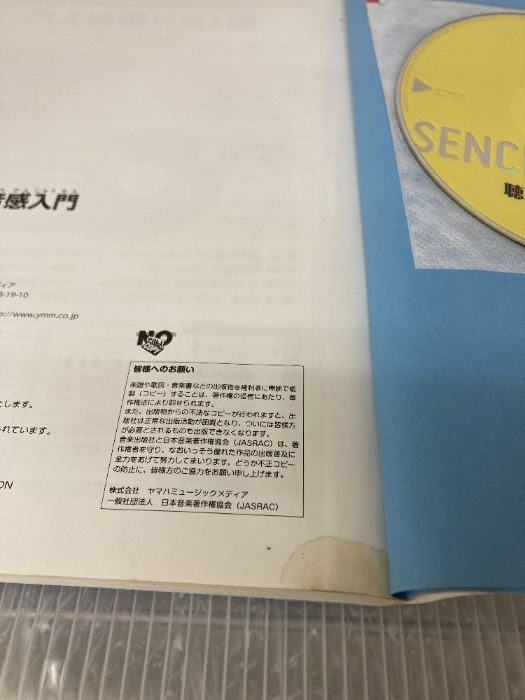 音感入門
ィア
3-19-10
://www.ymm.co.jp
皆様へのお願い
楽譜や歌詞・音楽書などの出版物を権利者に無断で複
製（コピー）することは、著作権の侵害にあたり、著
作権法により罰せられます。
また、出版物からの不法なコピーが行われますと、出
版社は正常な出版活動が困難となり、ついには皆様方
が必要とされるものも出版できなくなります。
音楽出版社と日本音楽著作権協会（JASRAC）は、著
作権者を守り、なおいっそう優れた作品の出版普及に
全力をあげて努力してまいります。どうか不正コピー
の防止に、皆様方のご協力をお願い申し上げます。
株式会社 ヤマハミュージックメディア
一般社団法人 日本音楽著作権協会（JASRAC）
たします。
られています。
ON
SENC
聴